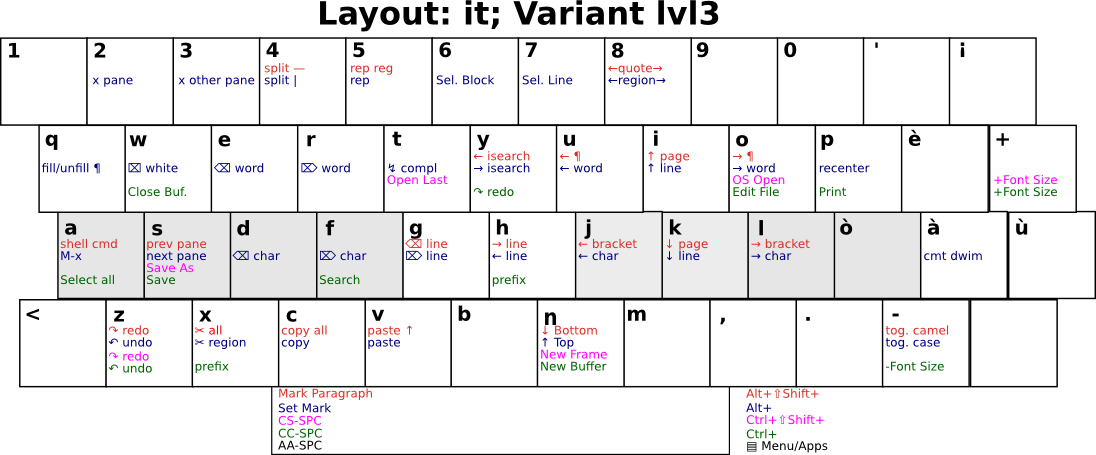 Layout: it; Variant lvl3
1
2
x pane
3
x other pane
4
split —
split |
5
rep reg
rep
6
Sel. Block
7
Sel. Line
8
←quote→
←region→
9
0
'
ì
q
fill/unfill ¶
w
⌧ white
Close Buf.
e
⌫ word
r
⌦ word
t
↯ compl
Open Last
y
← isearch
→ isearch
↷ redo
u
← ¶
← word
i
↑ page
↑ line
o
→ ¶
→ word
OS Open
Edit File
p
recenter
Print
è
+
+Font Size
+Font Size
a
shell cmd
M-x
Select all
s
prev pane
next pane
Save As
Save
d
⌫ char
f
⌦ char
Search
g
⌫ line
⌦ line
h
→ line
← line
prefix
j
← bracket
← char
k
↓ page
↓ line
l
→ bracket
→ char
ò
à
cmt dwim
ù
<
z
↷ redo
↶ undo
↷ redo
↶ undo
x
✂ all
✂ region
prefix
c
copy all
copy
v
paste ↑
paste
b
n
↓ Bottom
↑ Top
New Frame
New Buffer
m
,
.
-
tog. camel
tog. case
-Font Size
Mark Paragraph
Set Mark
CS-SPC
CC-SPC
AA-SPC
Alt+⇧Shift+
Alt+
Ctrl+⇧Shift+
Ctrl+
▤ Menu/Apps